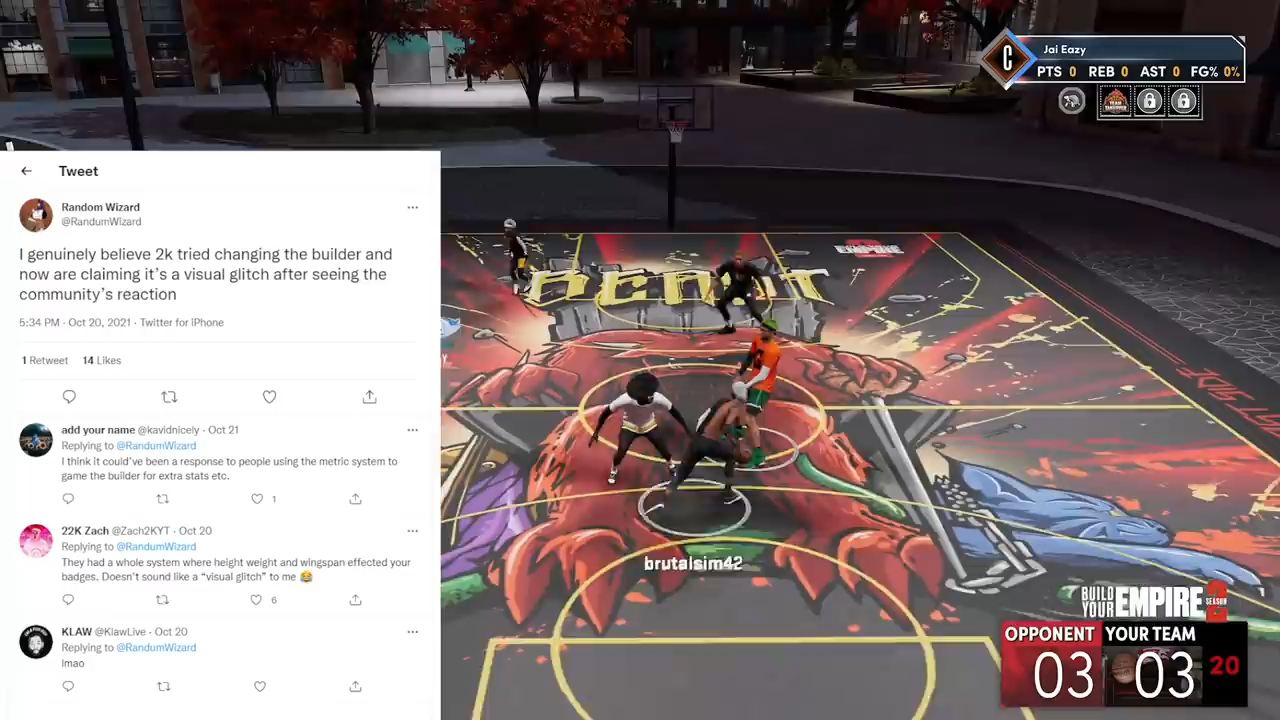 Jai Eazy
PTS 0 REB 0 AST 0 FG% 0%
Tweet
Random Wizard
@RandumWizard
I genuinely believe 2k tried changing the builder and
now are claiming it’s a visual glitch after seeing the
community’s reaction
5:34 PM · Oct 20, 2021 · Twitter for iPhone
1 Retweet 14 Likes
add your name @kavidnicely · Oct 21
Replying to @RandumWizard
I think it could’ve been a response to people using the metric system to
game the builder for extra stats etc.
1
22K Zach @Zach2KYT · Oct 20
Replying to @RandumWizard
They had a whole system where height weight and wingspan effected your
badges. Doesn’t sound like a “visual glitch” to me 😂
6
KLAW @KlawLive · Oct 20
Replying to @RandumWizard
lmao
brutalsim42
BUILD YOUR EMPIRE SEASON 2
OPPONENT YOUR TEAM
03 03 20